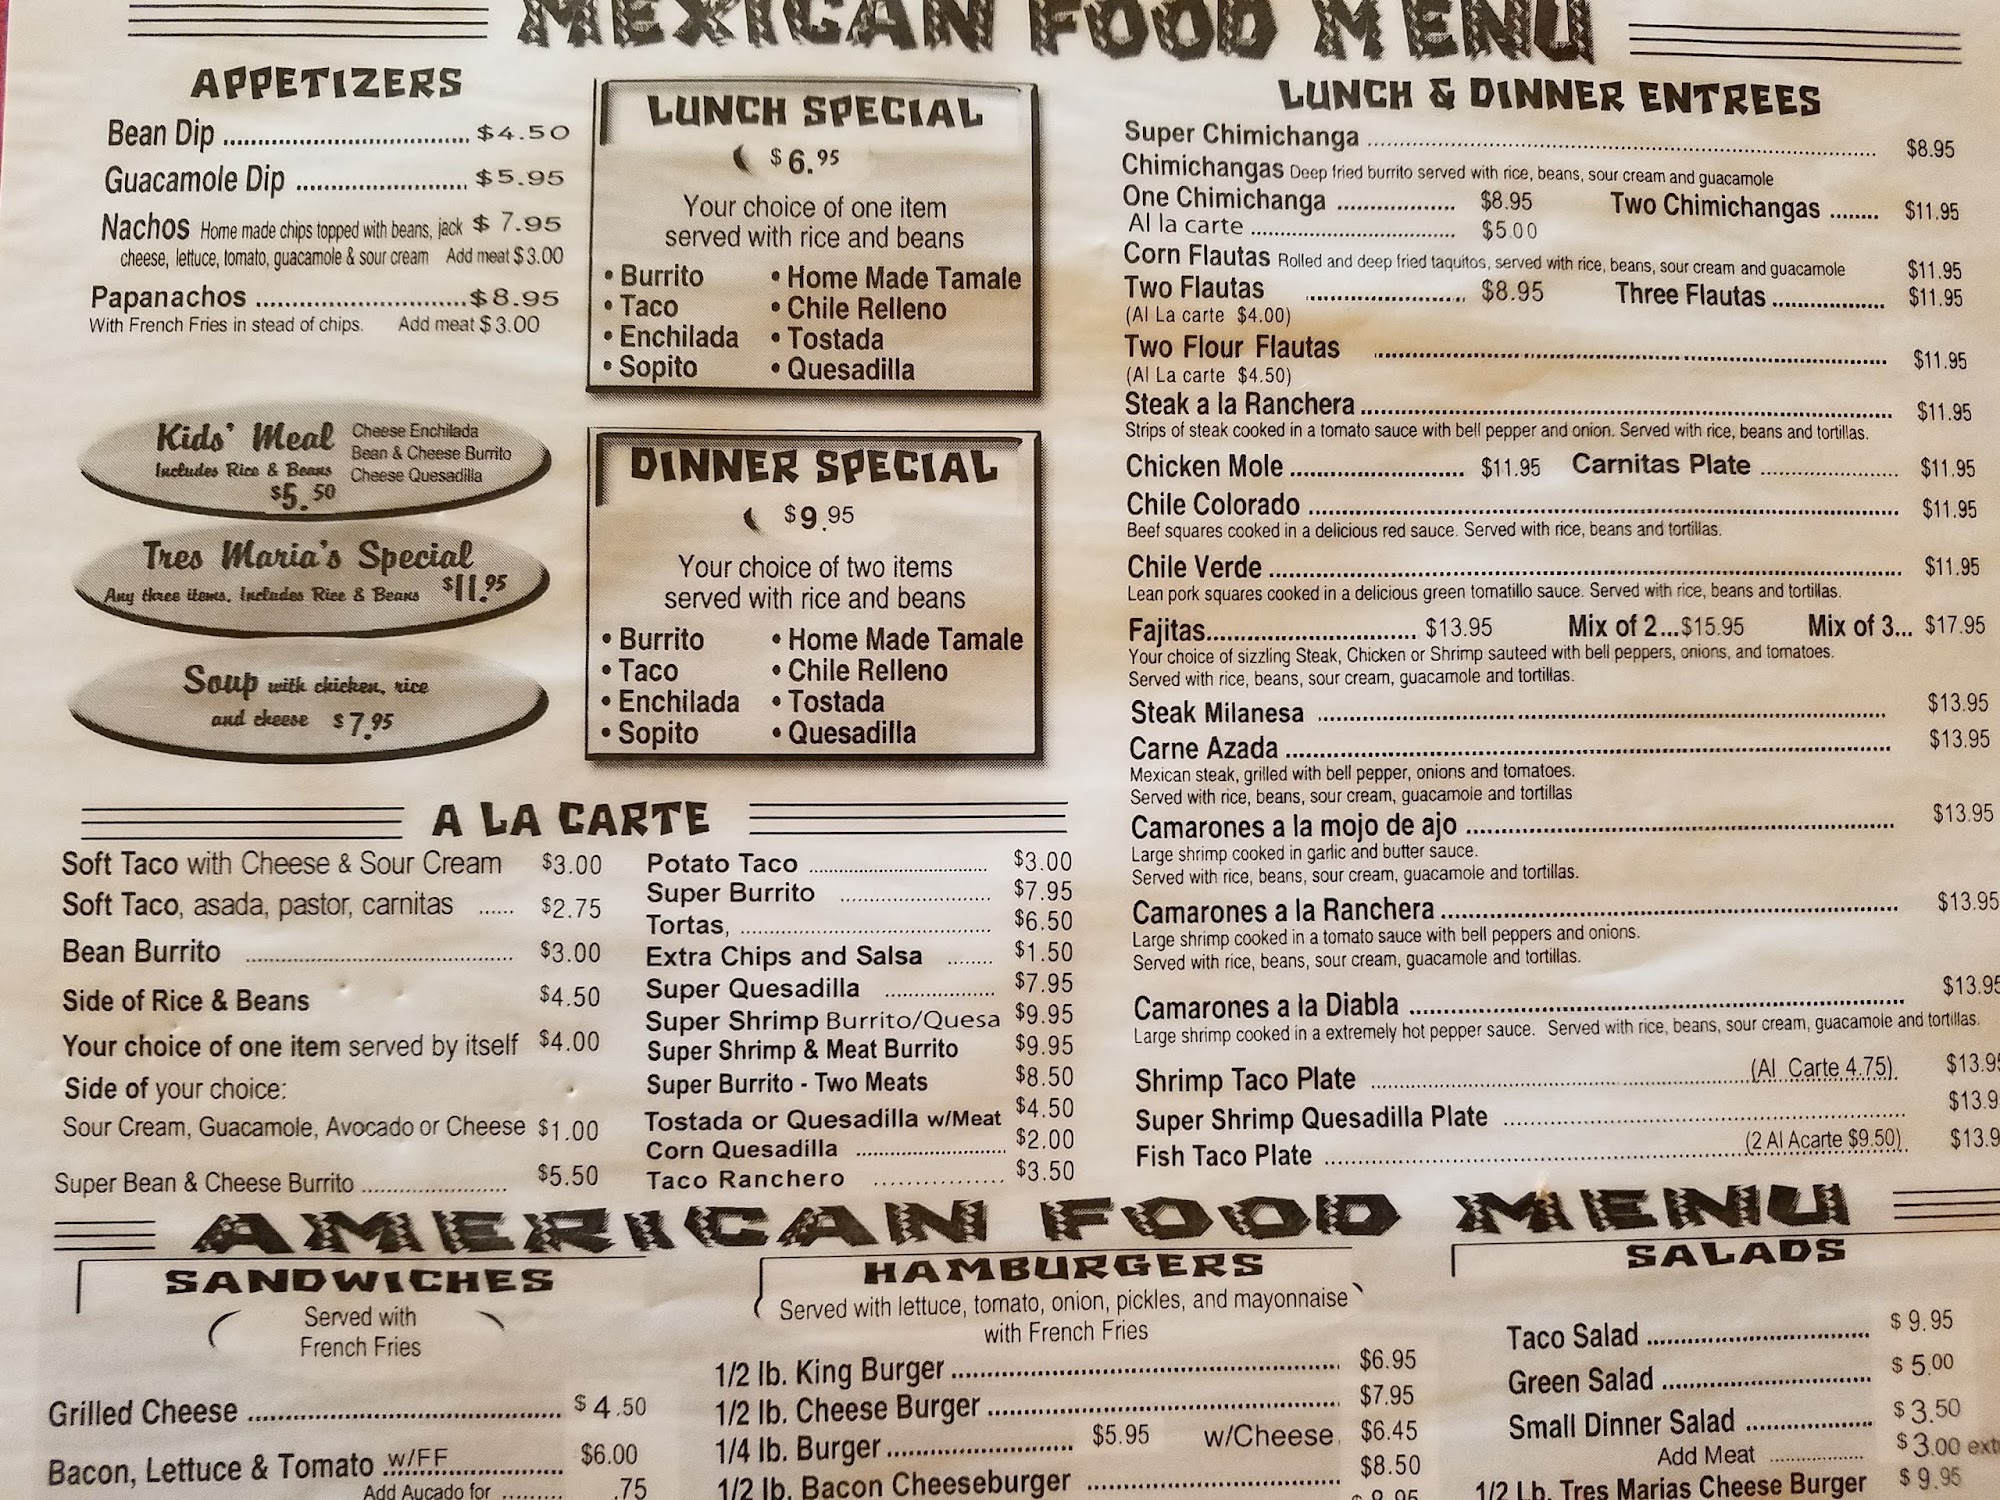 MEXICAN FOOD MENU
APPETIZERS
Bean Dip ........ $4.50
Guacamole Dip ........ $5.95
Nachos Home made chips topped with beans, jack $ 7.95
cheese, lettuce, tomato, guacamole & sour cream Add meat $3.00
Papanachos ........ $8.95
With French Fries in stead of chips. Add meat $3.00
Kids' Meal
Includes Rice & Beans
$5.50
Cheese Enchilada
Bean & Cheese Burrito
Cheese Quesadilla
Tres Maria's Special
Any three items. Includes Rice & Beans $11.95
Soup with chicken, rice
and cheese $7.95
LUNCH SPECIAL
$6.95
Your choice of one item
served with rice and beans
• Burrito • Home Made Tamale
• Taco • Chile Relleno
• Enchilada • Tostada
• Sopito • Quesadilla
DINNER SPECIAL
$9.95
Your choice of two items
served with rice and beans
• Burrito • Home Made Tamale
• Taco • Chile Relleno
• Enchilada • Tostada
• Sopito • Quesadilla
A LA CARTE
Soft Taco with Cheese & Sour Cream $3.00
Soft Taco, asada, pastor, carnitas ...... $2.75
Bean Burrito ........ $3.00
Side of Rice & Beans $4.50
Your choice of one item served by itself $4.00
Side of your choice:
Sour Cream, Guacamole, Avocado or Cheese $1.00
Super Bean & Cheese Burrito ........ $5.50
Potato Taco ........ $3.00
Super Burrito ........ $7.95
Tortas, ........ $6.50
Extra Chips and Salsa ........ $1.50
Super Quesadilla ........ $7.95
Super Shrimp Burrito/Quesa $9.95
Super Shrimp & Meat Burrito $9.95
Super Burrito - Two Meats $8.50
Tostada or Quesadilla w/Meat $4.50
Corn Quesadilla ........ $2.00
Taco Ranchero ........ $3.50
LUNCH & DINNER ENTREES
Super Chimichanga ........ $8.95
Chimichangas Deep fried burrito served with rice, beans, sour cream and guacamole
One Chimichanga ........ $8.95 Two Chimichangas ........ $11.95
Al la carte ........ $5.00
Corn Flautas Rolled and deep fried taquitos, served with rice, beans, sour cream and guacamole $11.95
Two Flautas ........ $8.95 Three Flautas ........ $11.95
(Al La carte $4.00)
Two Flour Flautas ........ $11.95
(Al La carte $4.50)
Steak a la Ranchera ........ $11.95
Strips of steak cooked in a tomato sauce with bell pepper and onion. Served with rice, beans and tortillas.
Chicken Mole ........ $11.95 Carnitas Plate ........ $11.95
Chile Colorado ........ $11.95
Beef squares cooked in a delicious red sauce. Served with rice, beans and tortillas.
Chile Verde ........ $11.95
Lean pork squares cooked in a delicious green tomatillo sauce. Served with rice, beans and tortillas.
Fajitas........ $13.95 Mix of 2...$15.95 Mix of 3... $17.95
Your choice of sizzling Steak, Chicken or Shrimp sauteed with bell peppers, onions, and tomatoes.
Served with rice, beans, sour cream, guacamole and tortillas.
Steak Milanesa ........ $13.95
Carne Azada ........ $13.95
Mexican steak, grilled with bell pepper, onions and tomatoes.
Served with rice, beans, sour cream, guacamole and tortillas
Camarones a la mojo de ajo ........ $13.95
Large shrimp cooked in garlic and butter sauce.
Served with rice, beans, sour cream, guacamole and tortillas.
Camarones a la Ranchera ........ $13.95
Large shrimp cooked in a tomato sauce with bell peppers and onions.
Served with rice, beans, sour cream, guacamole and tortillas.
Camarones a la Diabla ........ $13.95
Large shrimp cooked in a extremely hot pepper sauce. Served with rice, beans, sour cream, guacamole and tortillas.
Shrimp Taco Plate ........ (Al Carte 4.75) $13.95
Super Shrimp Quesadilla Plate ........ $13.9
Fish Taco Plate ........ (2 Al Acarte $9.50) $13.9
AMERICAN FOOD MENU
SANDWICHES
Served with
French Fries
Grilled Cheese ........ $4.50
Bacon, Lettuce & Tomato w/FF ........ $6.00
Add Aucado for ........ .75
HAMBURGERS
Served with lettuce, tomato, onion, pickles, and mayonnaise
with French Fries
1/2 lb. King Burger ........ $6.95
1/2 lb. Cheese Burger ........ $7.95
1/4 lb. Burger ........ $5.95 w/Cheese $6.45
1/2 lb. Bacon Cheeseburger ........ $8.50
SALADS
Taco Salad ........ $ 9.95
Green Salad ........ $ 5.00
Small Dinner Salad ........ $ 3.50
Add Meat ........ $3.00 ext
1/2 Lb. Tres Marias Cheese Burger $ 9.95